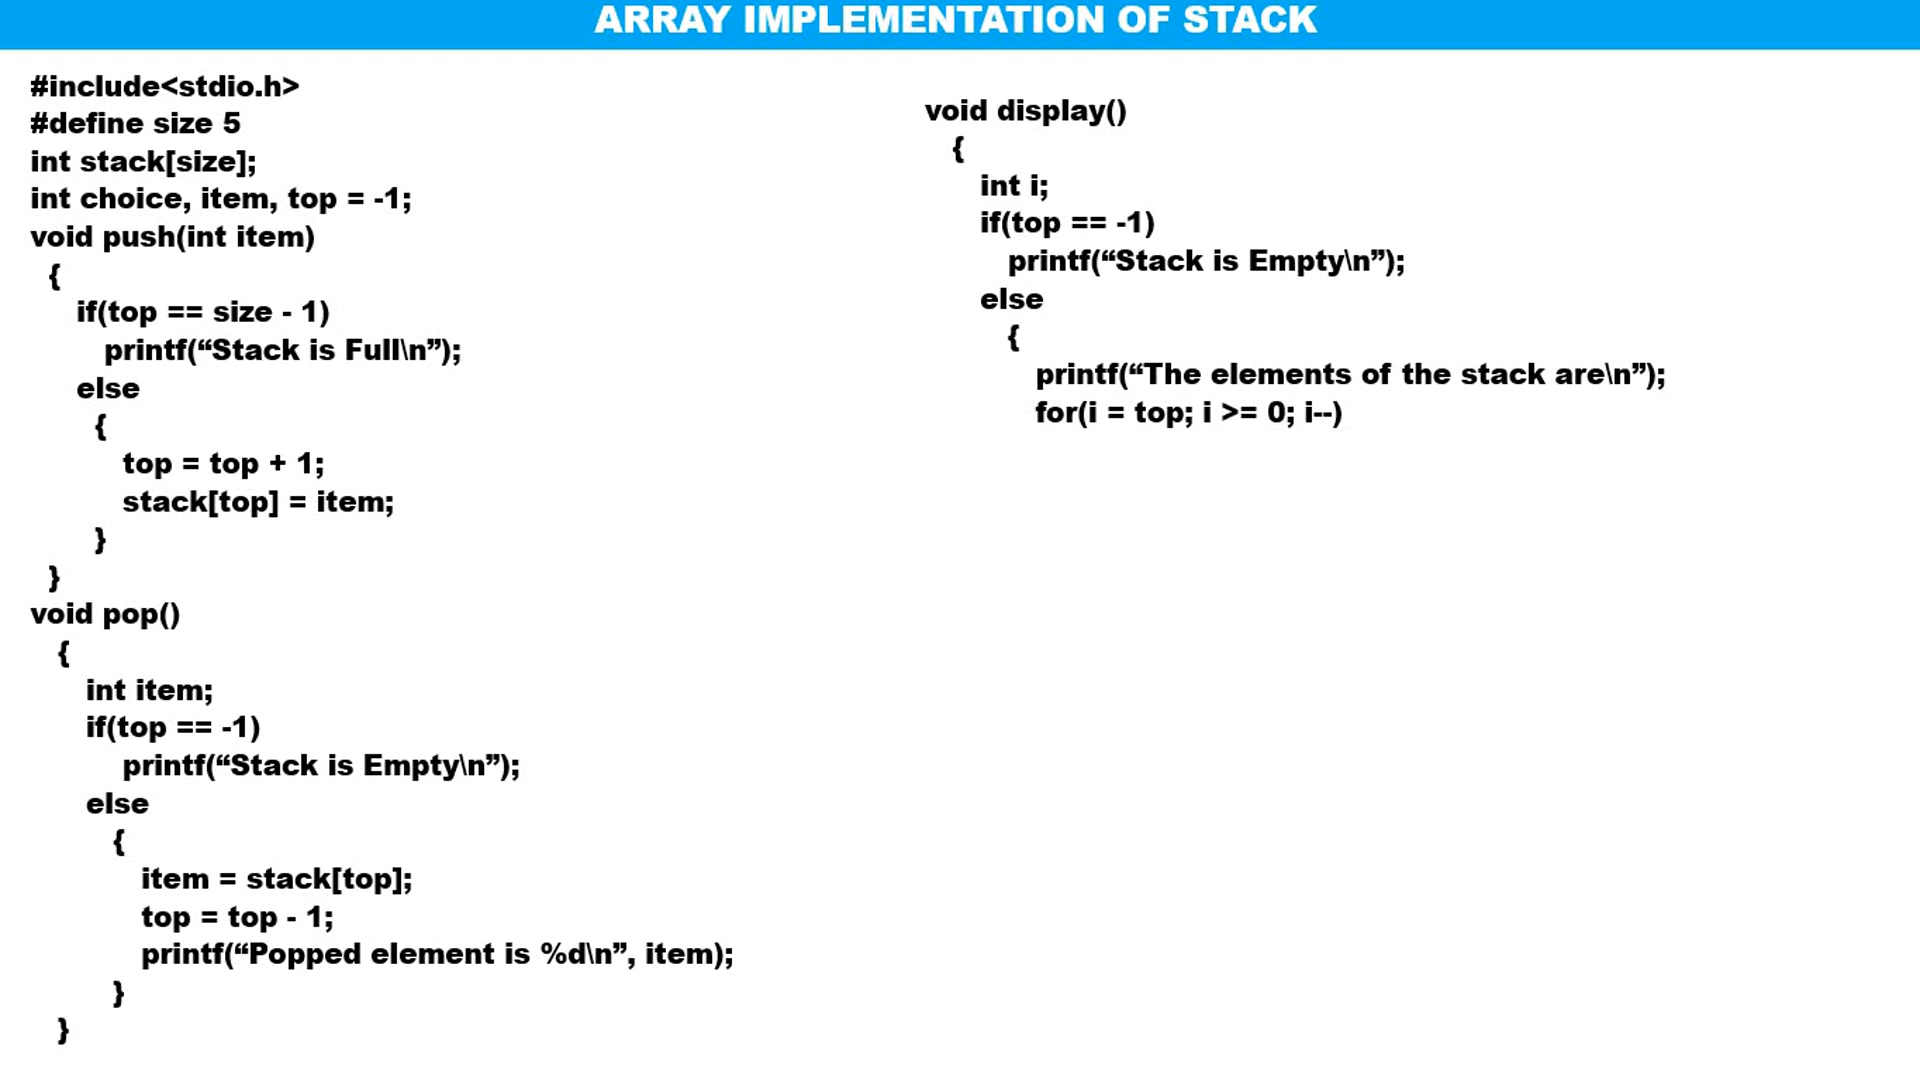 ARRAY IMPLEMENTATION OF STACK
#include<stdio.h>
#define size 5
int stack[size];
int choice, item, top = -1;
void push(int item)
{
if(top == size - 1)
printf(“Stack is Full\n”);
else
{
top = top + 1;
stack[top] = item;
}
}
void pop()
{
int item;
if(top == -1)
printf(“Stack is Empty\n”);
else
{
item = stack[top];
top = top - 1;
printf(“Popped element is %d\n”, item);
}
}
void display()
{
int i;
if(top == -1)
printf(“Stack is Empty\n”);
else
{
printf(“The elements of the stack are\n”);
for(i = top; i >= 0; i--)